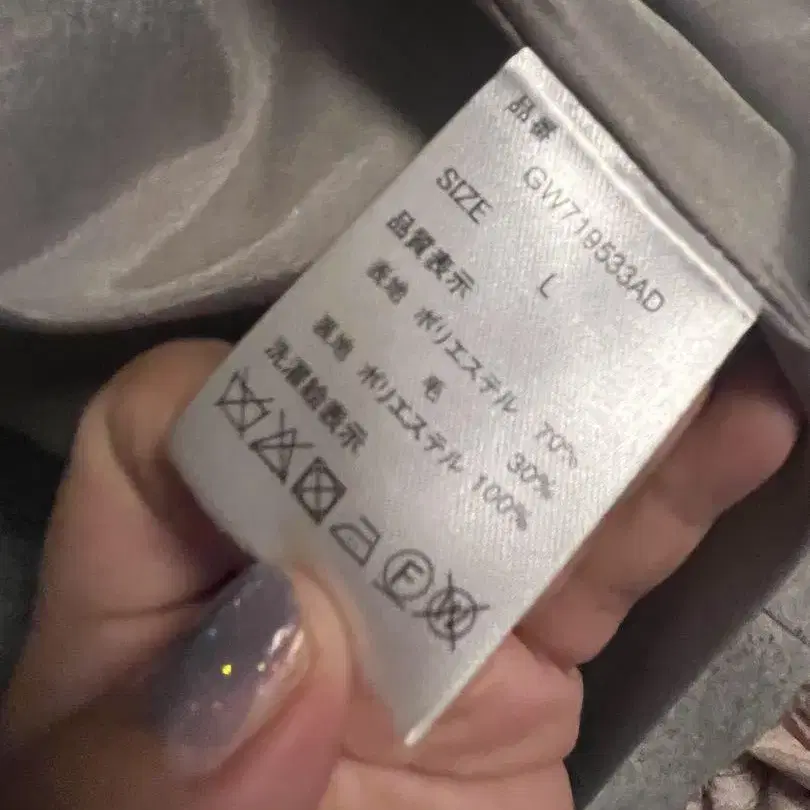 品番
GW719533AD
SIZE
L
品質表示
表地 ポリエステル 70%
毛 30%
裏地 ポリエステル 100%
洗濯絵表示
F
W